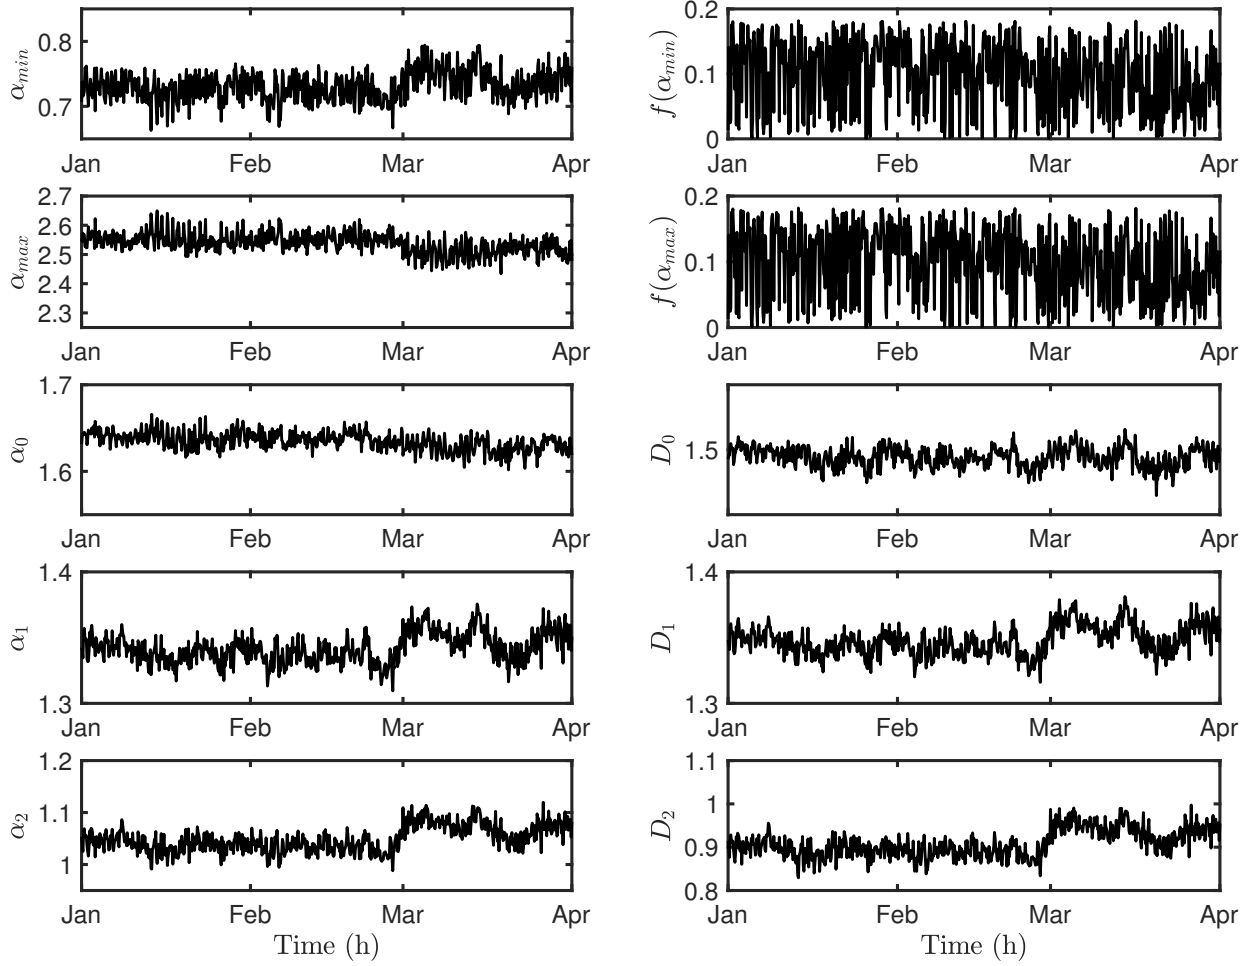 α_min
0.8
0.7
Jan Feb Mar Apr
f(α_min)
0.2
0.1
0
Jan Feb Mar Apr
α_max
2.7
2.6
2.5
2.4
2.3
Jan Feb Mar Apr
f(α_max)
0.2
0.1
0
Jan Feb Mar Apr
α_0
1.7
1.6
Jan Feb Mar Apr
D_0
1.5
Jan Feb Mar Apr
α_1
1.4
1.3
Jan Feb Mar Apr
D_1
1.4
1.3
Jan Feb Mar Apr
α_2
1.2
1.1
1
Jan Feb Mar Apr
Time (h)
D_2
1.1
1
0.9
0.8
Jan Feb Mar Apr
Time (h)